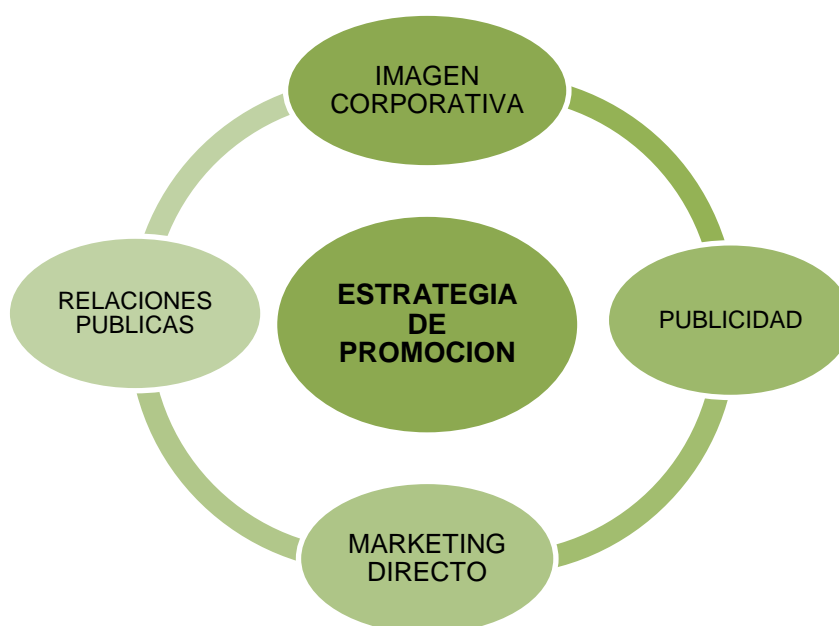 IMAGEN
CORPORATIVA
RELACIONES
PUBLICAS
ESTRATEGIA
DE
PROMOCION
PUBLICIDAD
MARKETING
DIRECTO